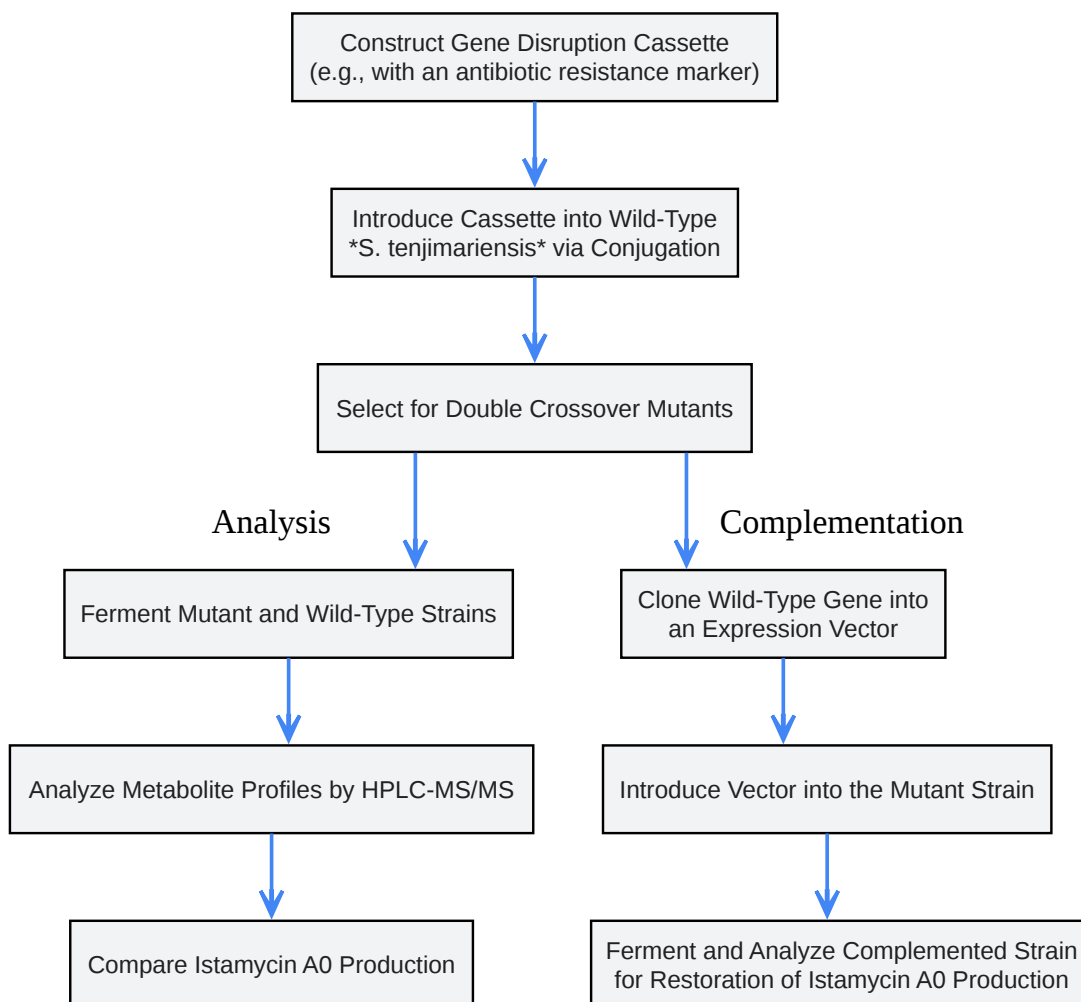 Construct Gene Disruption Cassette
(e.g., with an antibiotic resistance marker)
Introduce Cassette into Wild-Type
*S. tenjimariensis* via Conjugation
Select for Double Crossover Mutants
Analysis
Complementation
Ferment Mutant and Wild-Type Strains
Clone Wild-Type Gene into
an Expression Vector
Analyze Metabolite Profiles by HPLC-MS/MS
Introduce Vector into the Mutant Strain
Compare Istamycin A0 Production
Ferment and Analyze Complemented Strain
for Restoration of Istamycin A0 Production